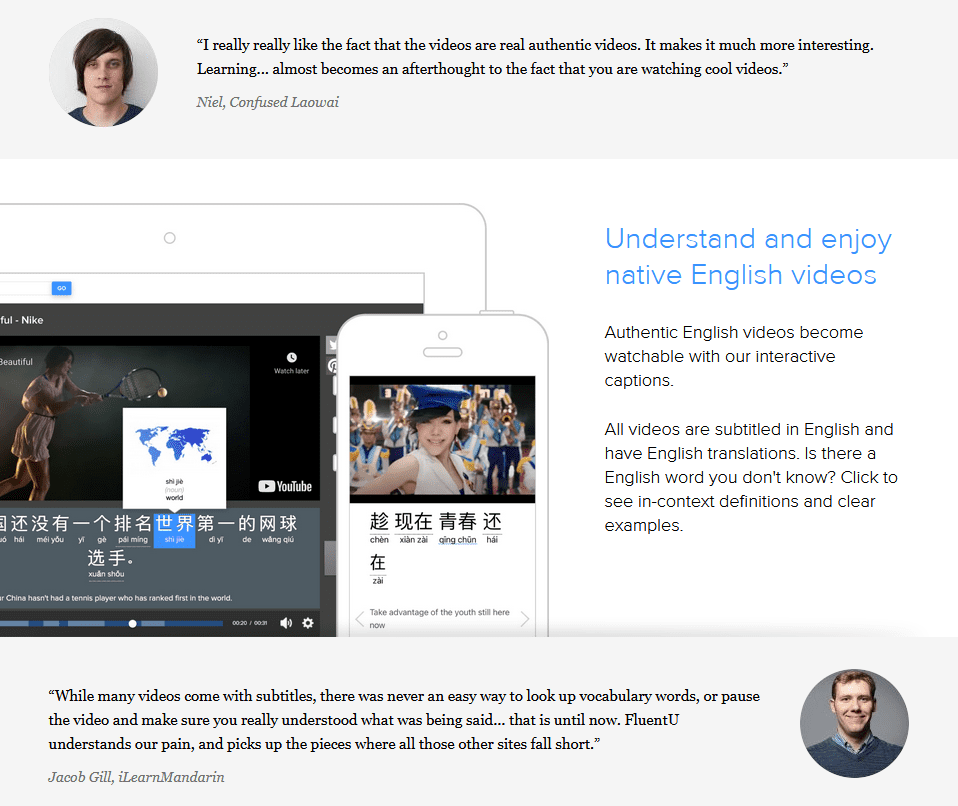 “I really really like the fact that the videos are real authentic videos. It makes it much more interesting.
Learning... almost becomes an afterthought to the fact that you are watching cool videos.”
Niel, Confused Laowai
Understand and enjoy
native English videos
Authentic English videos become
watchable with our interactive
captions.
All videos are subtitled in English and
have English translations. Is there a
English word you don't know? Click to
see in-context definitions and clear
examples.
GO
ful - Nike
Beautiful
Watch later
shì jiè
(noun)
world
YouTube
国还没有一个排名世界第一的网球
uó hái méi yǒu yī gè pái míng shì jiè dì yī de wǎng qiú
选手。
xuǎn shǒu
r China hasn't had a tennis player who has ranked first in the world.
00:20 / 00:31
趁 现在 青春 还
chèn xiàn zài qīng chūn hái
在
zài
Take advantage of the youth still here
now
“While many videos come with subtitles, there was never an easy way to look up vocabulary words, or pause
the video and make sure you really understood what was being said... that is until now. FluentU
understands our pain, and picks up the pieces where all those other sites fall short.”
Jacob Gill, iLearnMandarin